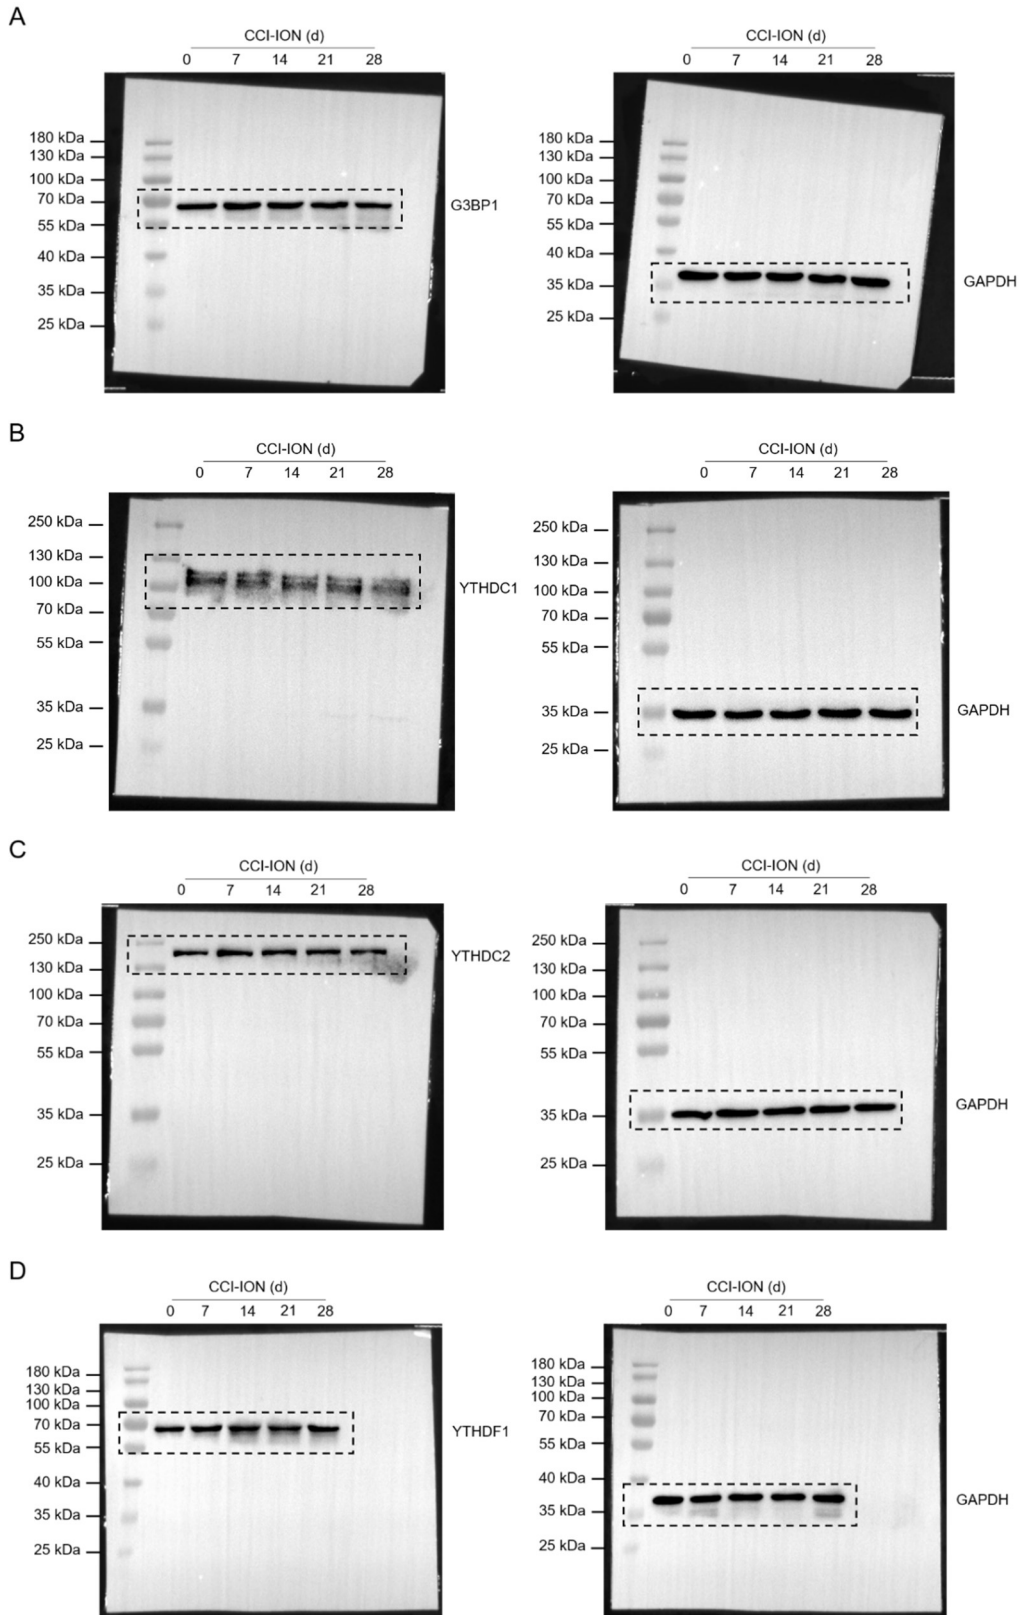 A
CCI-ION (d)
0 7 14 21 28
180 kDa
130 kDa
100 kDa
70 kDa
55 kDa
40 kDa
35 kDa
25 kDa
G3BP1
CCI-ION (d)
0 7 14 21 28
180 kDa
130 kDa
100 kDa
70 kDa
55 kDa
40 kDa
35 kDa
25 kDa
GAPDH
B
CCI-ION (d)
0 7 14 21 28
250 kDa
130 kDa
100 kDa
70 kDa
55 kDa
35 kDa
25 kDa
YTHDC1
CCI-ION (d)
0 7 14 21 28
250 kDa
130 kDa
100 kDa
70 kDa
55 kDa
35 kDa
25 kDa
GAPDH
C
CCI-ION (d)
0 7 14 21 28
250 kDa
130 kDa
100 kDa
70 kDa
55 kDa
35 kDa
25 kDa
YTHDC2
CCI-ION (d)
0 7 14 21 28
250 kDa
130 kDa
100 kDa
70 kDa
55 kDa
35 kDa
25 kDa
GAPDH
D
CCI-ION (d)
0 7 14 21 28
180 kDa
130 kDa
100 kDa
70 kDa
55 kDa
40 kDa
35 kDa
25 kDa
YTHDF1
CCI-ION (d)
0 7 14 21 28
180 kDa
130 kDa
100 kDa
70 kDa
55 kDa
40 kDa
35 kDa
25 kDa
GAPDH